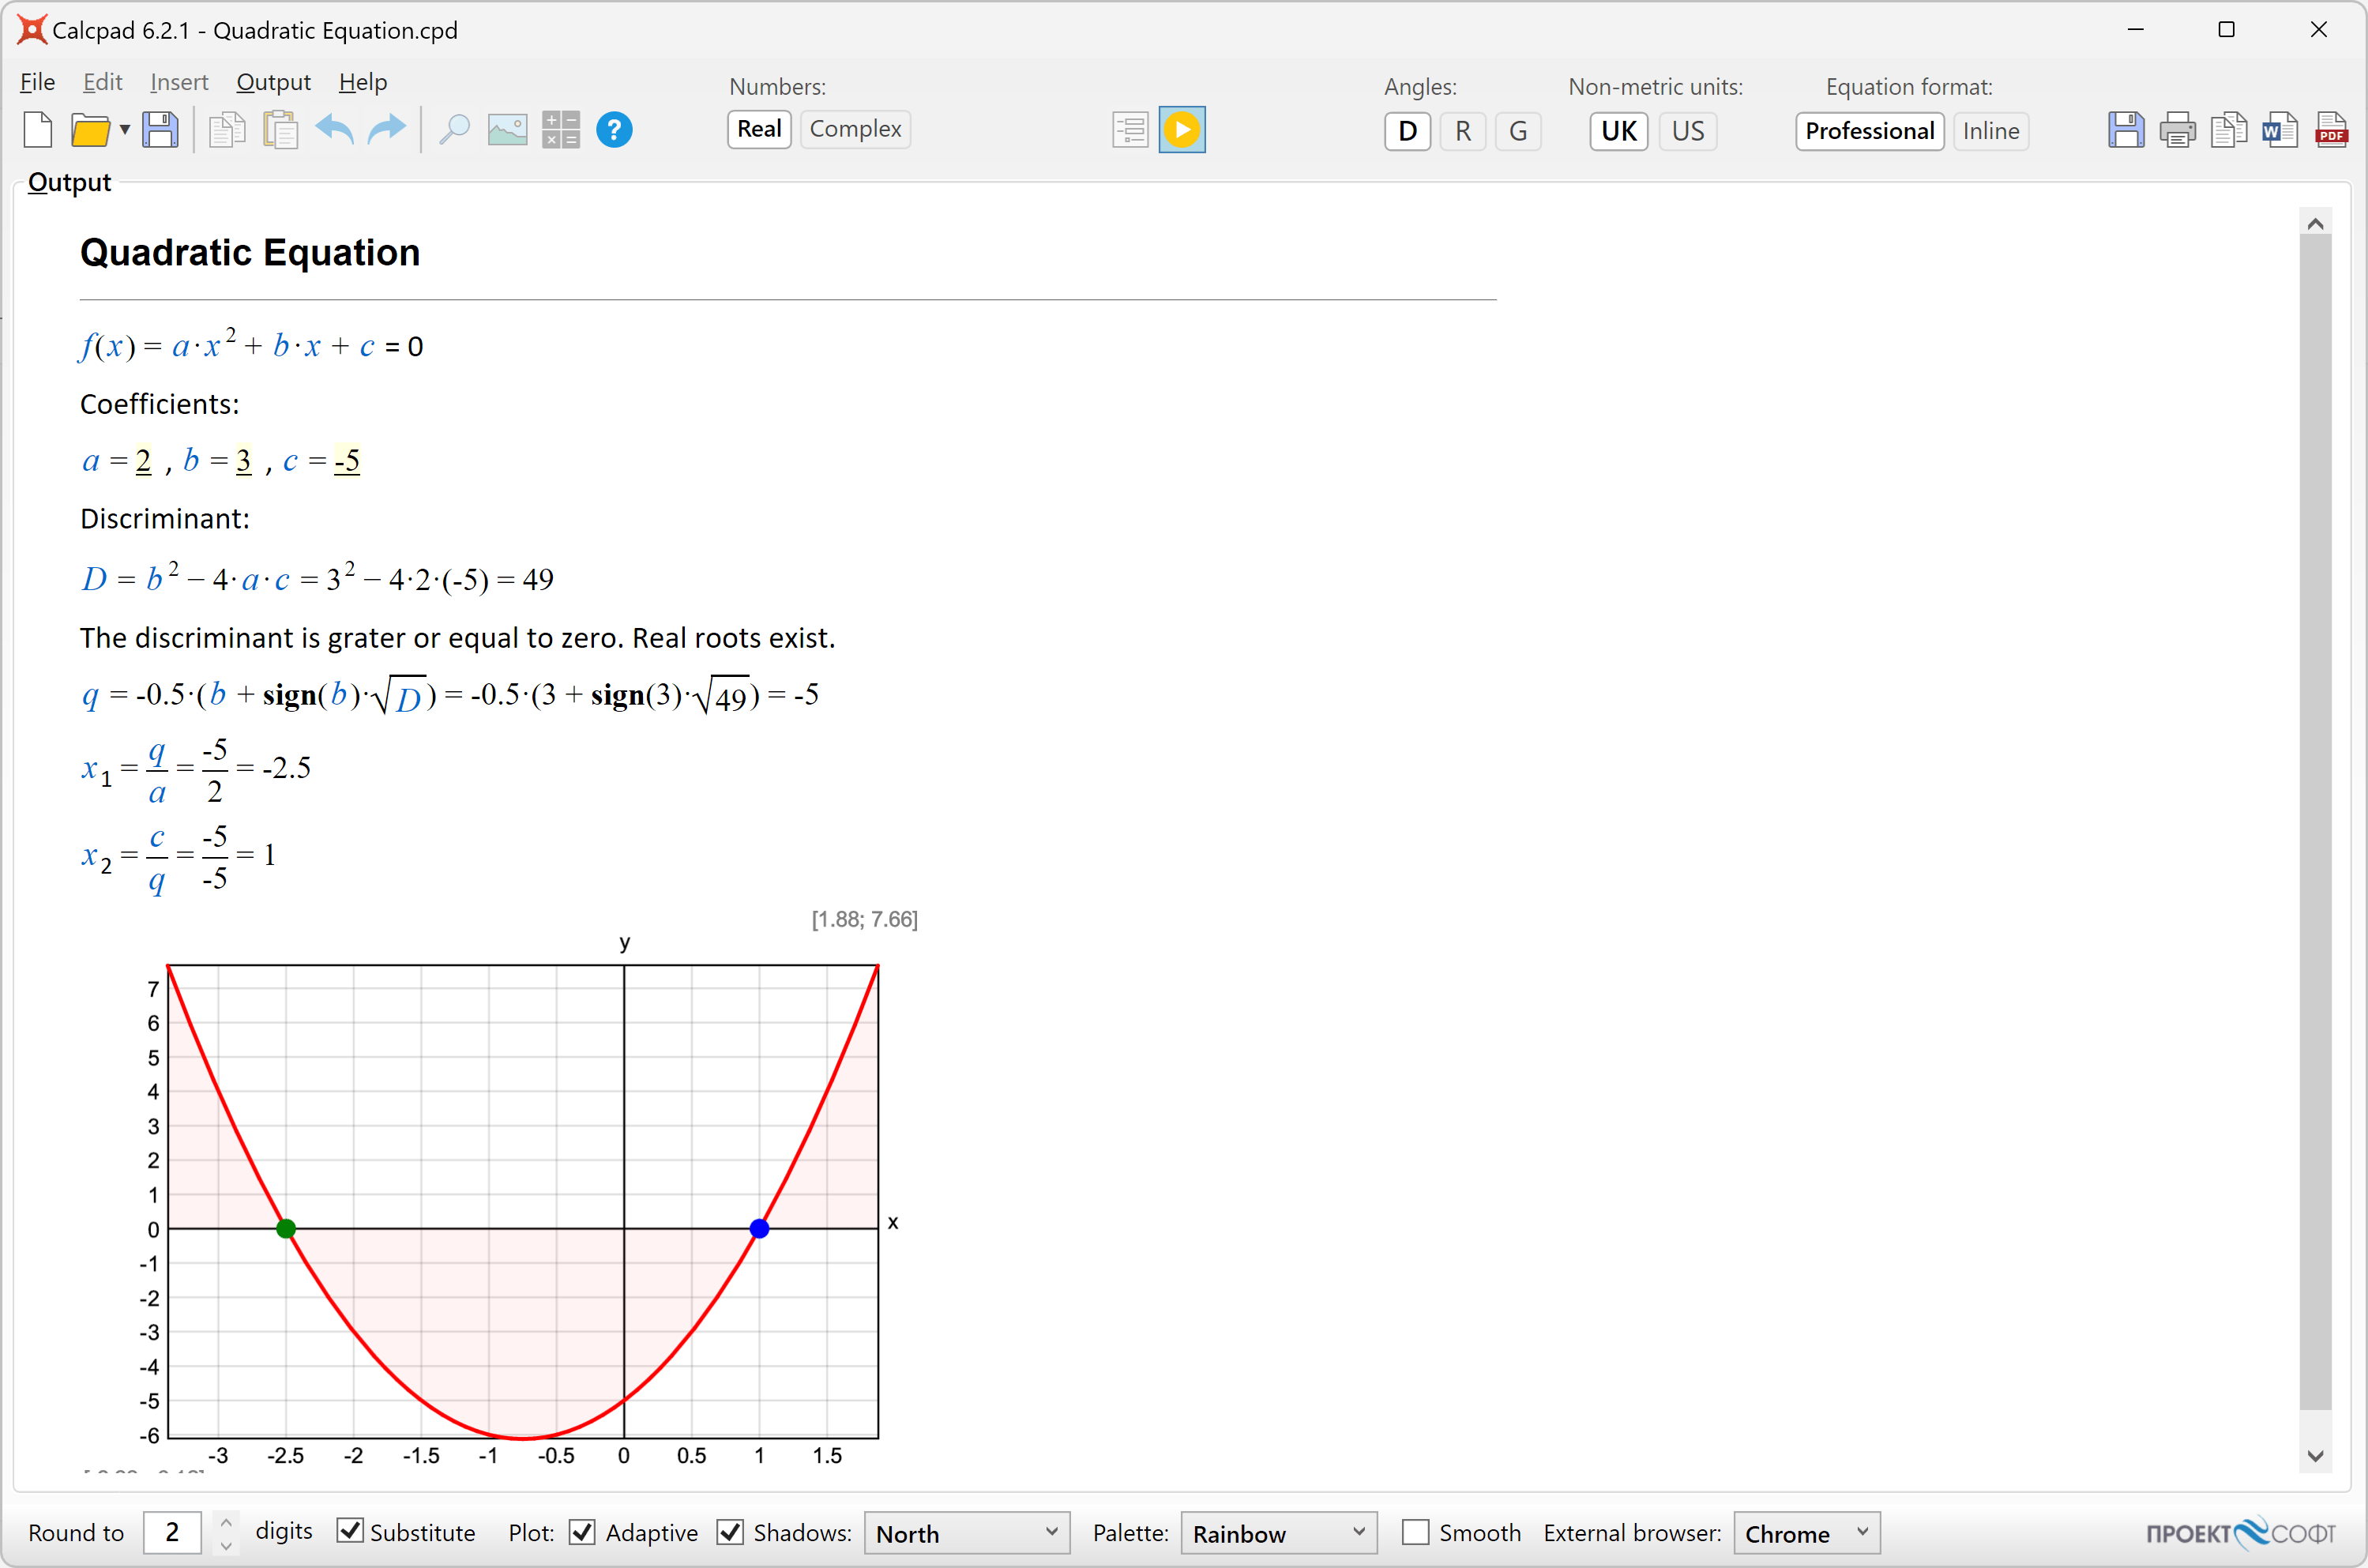 Calcpad 6.2.1 - Quadratic Equation.cpd
File Edit Insert Output Help
Numbers:
Real Complex
Angles:
D R G
Non-metric units:
UK US
Equation format:
Professional Inline
W
PDF
Output
Quadratic Equation
f(x) = a·x² + b·x + c = 0
Coefficients:
a = 2 , b = 3 , c = -5
Discriminant:
D = b² − 4·a·c = 3² − 4·2·(-5) = 49
The discriminant is grater or equal to zero. Real roots exist.
q = -0.5·(b + sign(b)·√D) = -0.5·(3 + sign(3)·√49) = -5
x₁ = q/a = -5/2 = -2.5
x₂ = c/q = -5/-5 = 1
[1.88; 7.66]
y
7
6
5
4
3
2
1
0
x
-1
-2
-3
-4
-5
-6
-3 -2.5 -2 -1.5 -1 -0.5 0 0.5 1 1.5
Round to 2 digits Substitute Plot: Adaptive Shadows: North Palette: Rainbow Smooth External browser: Chrome
ПРОЕКТ СОФТ